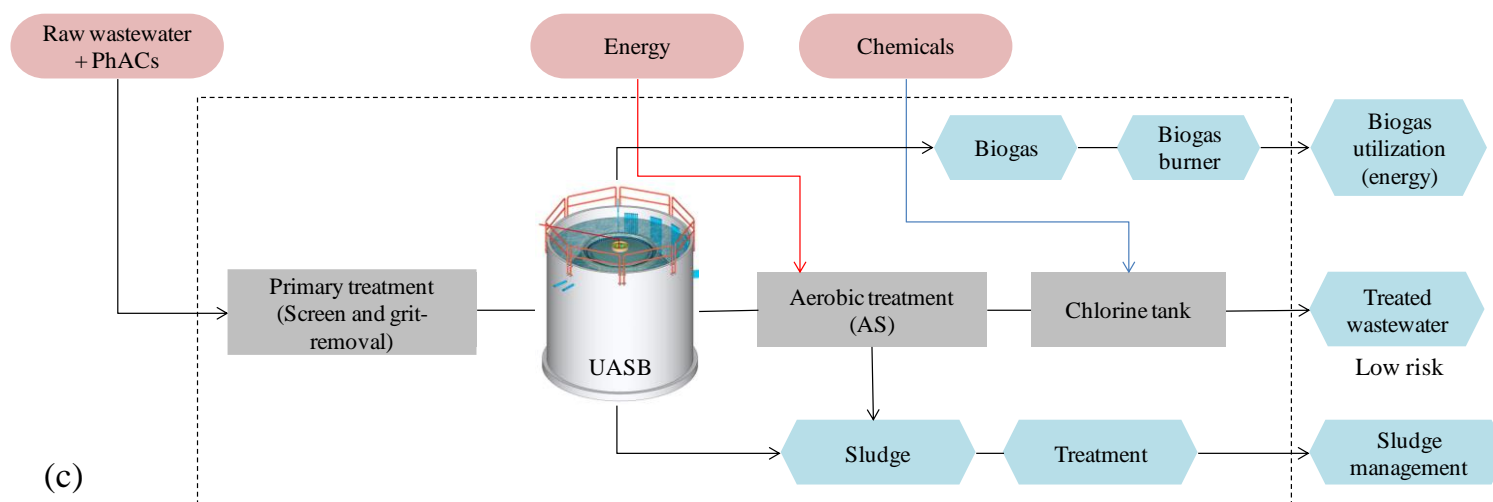 Raw wastewater
+ PhACs
Energy
Chemicals
Biogas
Biogas
burner
Biogas
utilization
(energy)
Primary treatment
(Screen and grit-
removal)
UASB
Aerobic treatment
(AS)
Chlorine tank
Treated
wastewater
Low risk
Sludge
Treatment
Sludge
management
(c)